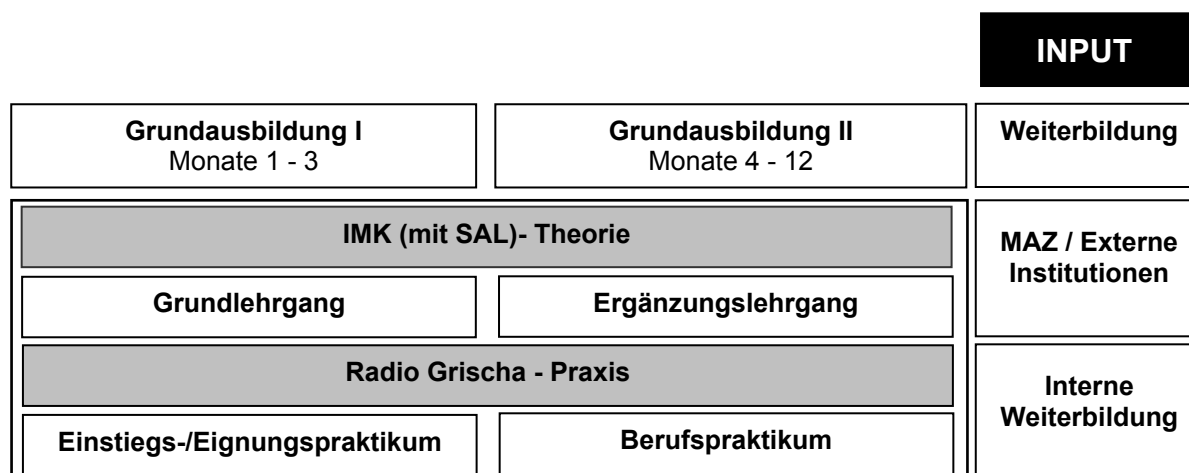 INPUT
Grundausbildung I
Monate 1 - 3
Grundausbildung II
Monate 4 - 12
Weiterbildung
IMK (mit SAL)- Theorie
Grundlehrgang
Ergänzungslehrgang
MAZ / Externe
Institutionen
Radio Grischa - Praxis
Einstiegs-/Eignungspraktikum
Berufspraktikum
Interne
Weiterbildung